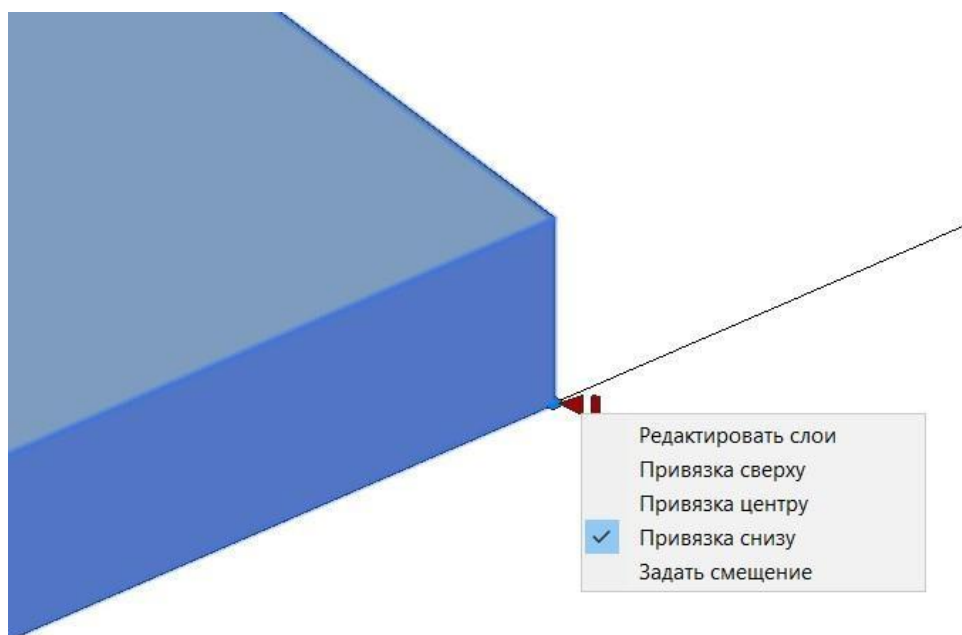 Редактировать слои
Привязка сверху
Привязка центру
Привязка снизу
Задать смещение